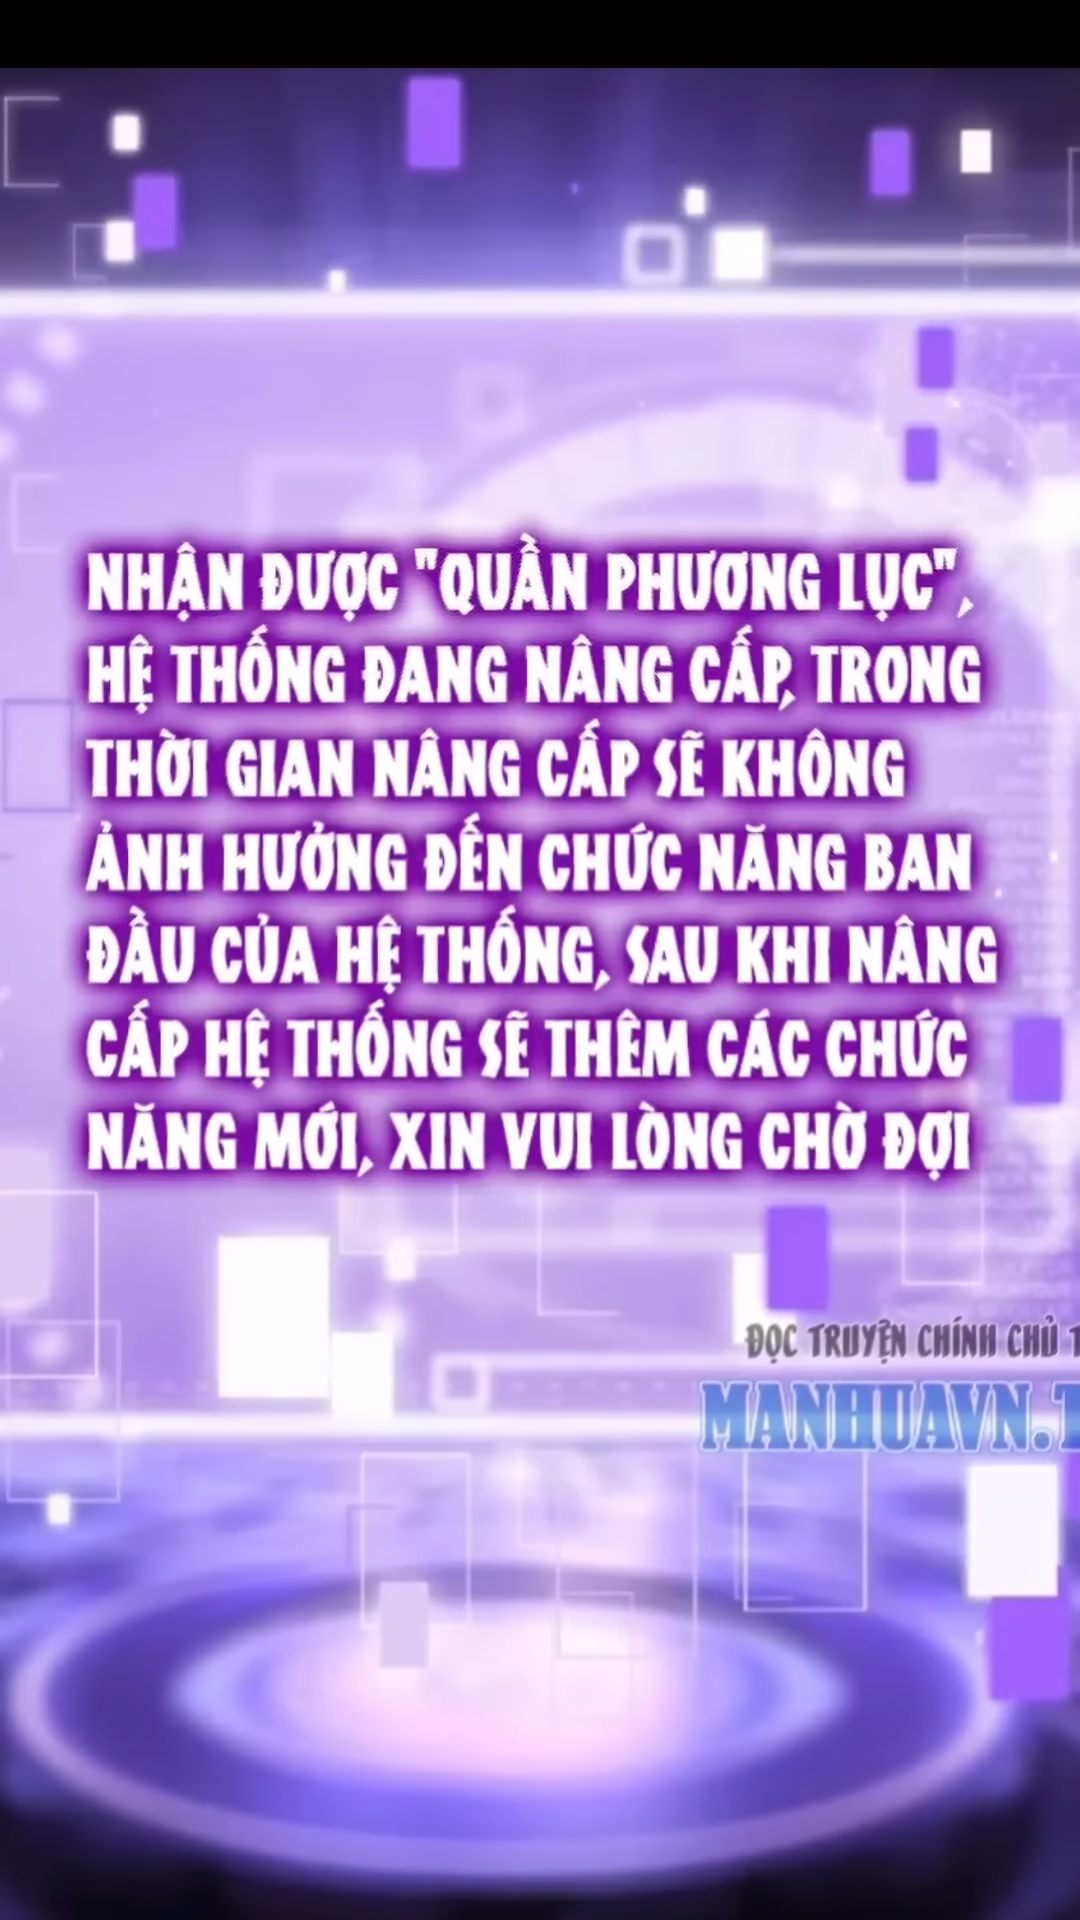 NHẬN ĐƯỢC "QUẦN PHƯƠNG LỤC",
HỆ THỐNG ĐANG NÂNG CẤP, TRONG
THỜI GIAN NÂNG CẤP SẼ KHÔNG
ẢNH HƯỞNG ĐẾN CHỨC NĂNG BAN
ĐẦU CỦA HỆ THỐNG, SAU KHI NÂNG
CẤP HỆ THỐNG SẼ THÊM CÁC CHỨC
NĂNG MỚI, XIN VUI LÒNG CHỜ ĐỢI
ĐỌC TRUYỆN CHÍNH CHỦ T
MANHUAVN.T